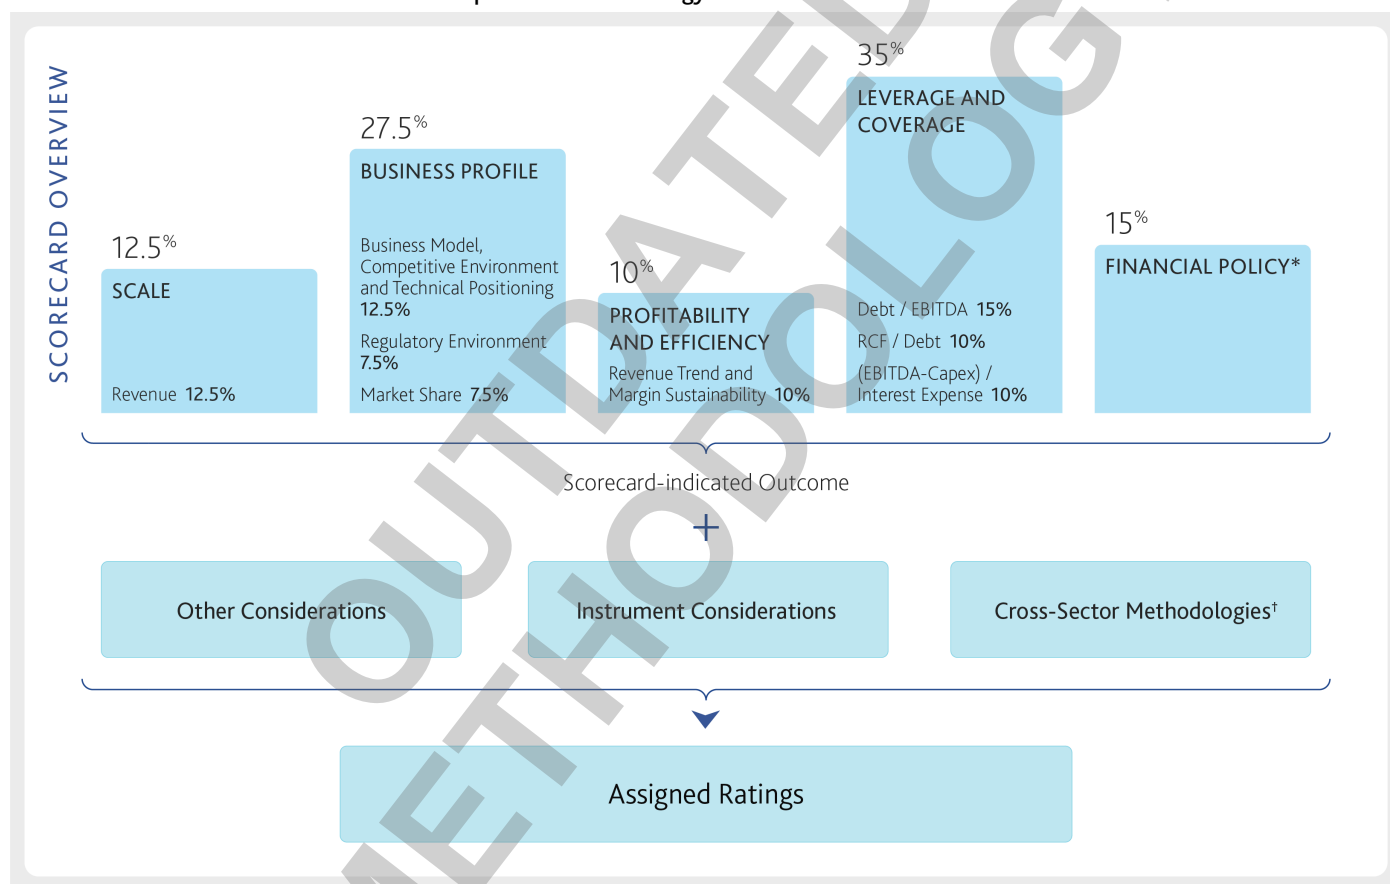 SCORECARD OVERVIEW
12.5%
SCALE
Revenue 12.5%
27.5%
BUSINESS PROFILE
Business Model,
Competitive Environment
and Technical Positioning
12.5%
Regulatory Environment
7.5%
Market Share 7.5%
10%
PROFITABILITY
AND EFFICIENCY
Revenue Trend and
Margin Sustainability 10%
35%
LEVERAGE AND
COVERAGE
Debt / EBITDA 15%
RCF / Debt 10%
(EBITDA-Capex) /
Interest Expense 10%
15%
FINANCIAL POLICY*
Scorecard-indicated Outcome
+
Other Considerations
Instrument Considerations
Cross-Sector Methodologies†
Assigned Ratings
OUTDATED
METHODOLOG